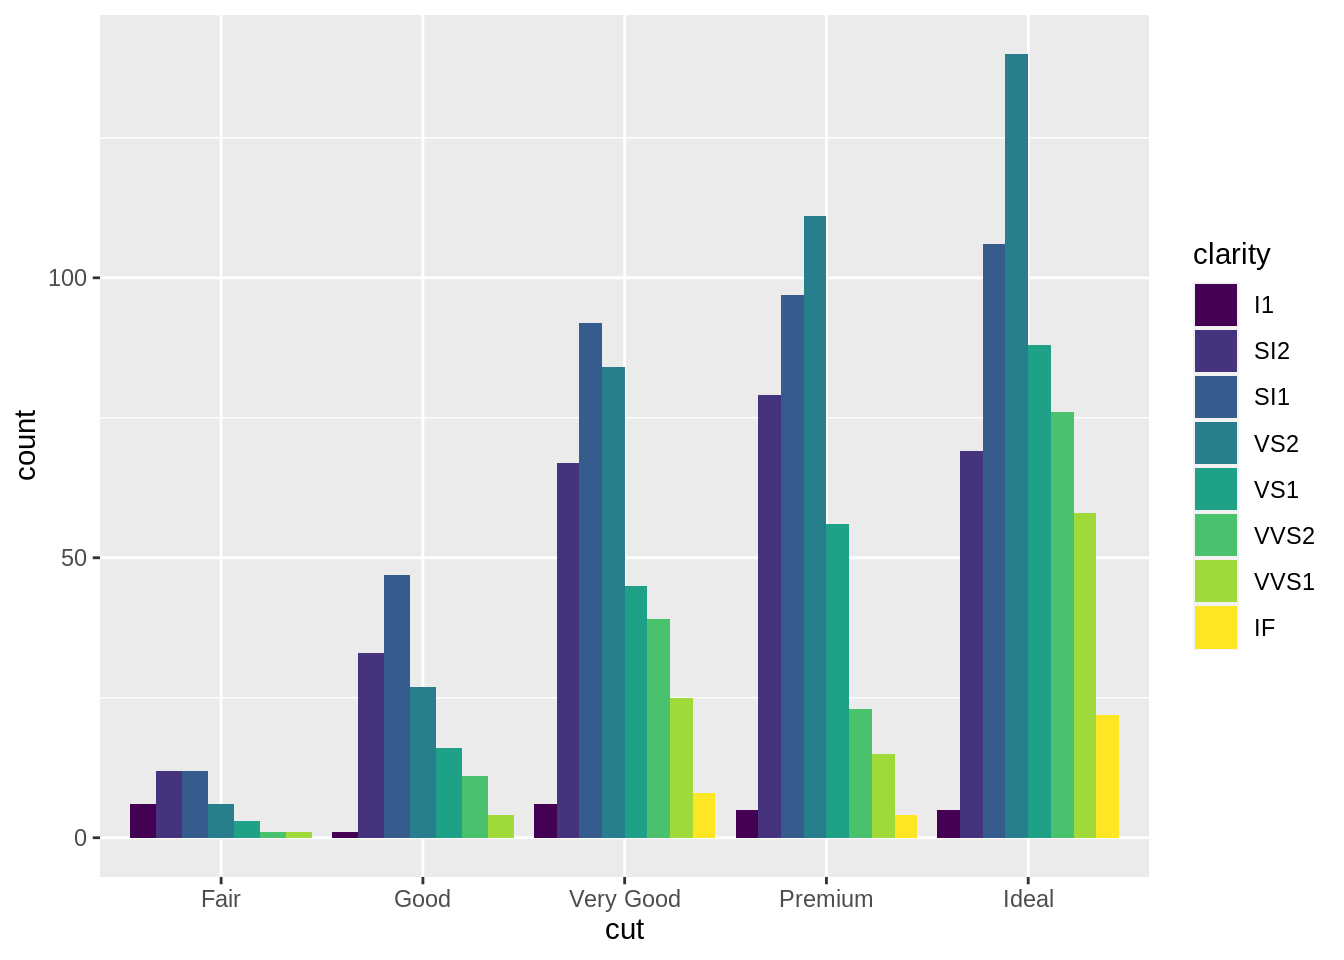 count
100
50
0
Fair
Good
Very Good
Premium
Ideal
cut
clarity
I1
SI2
SI1
VS2
VS1
VVS2
VVS1
IF